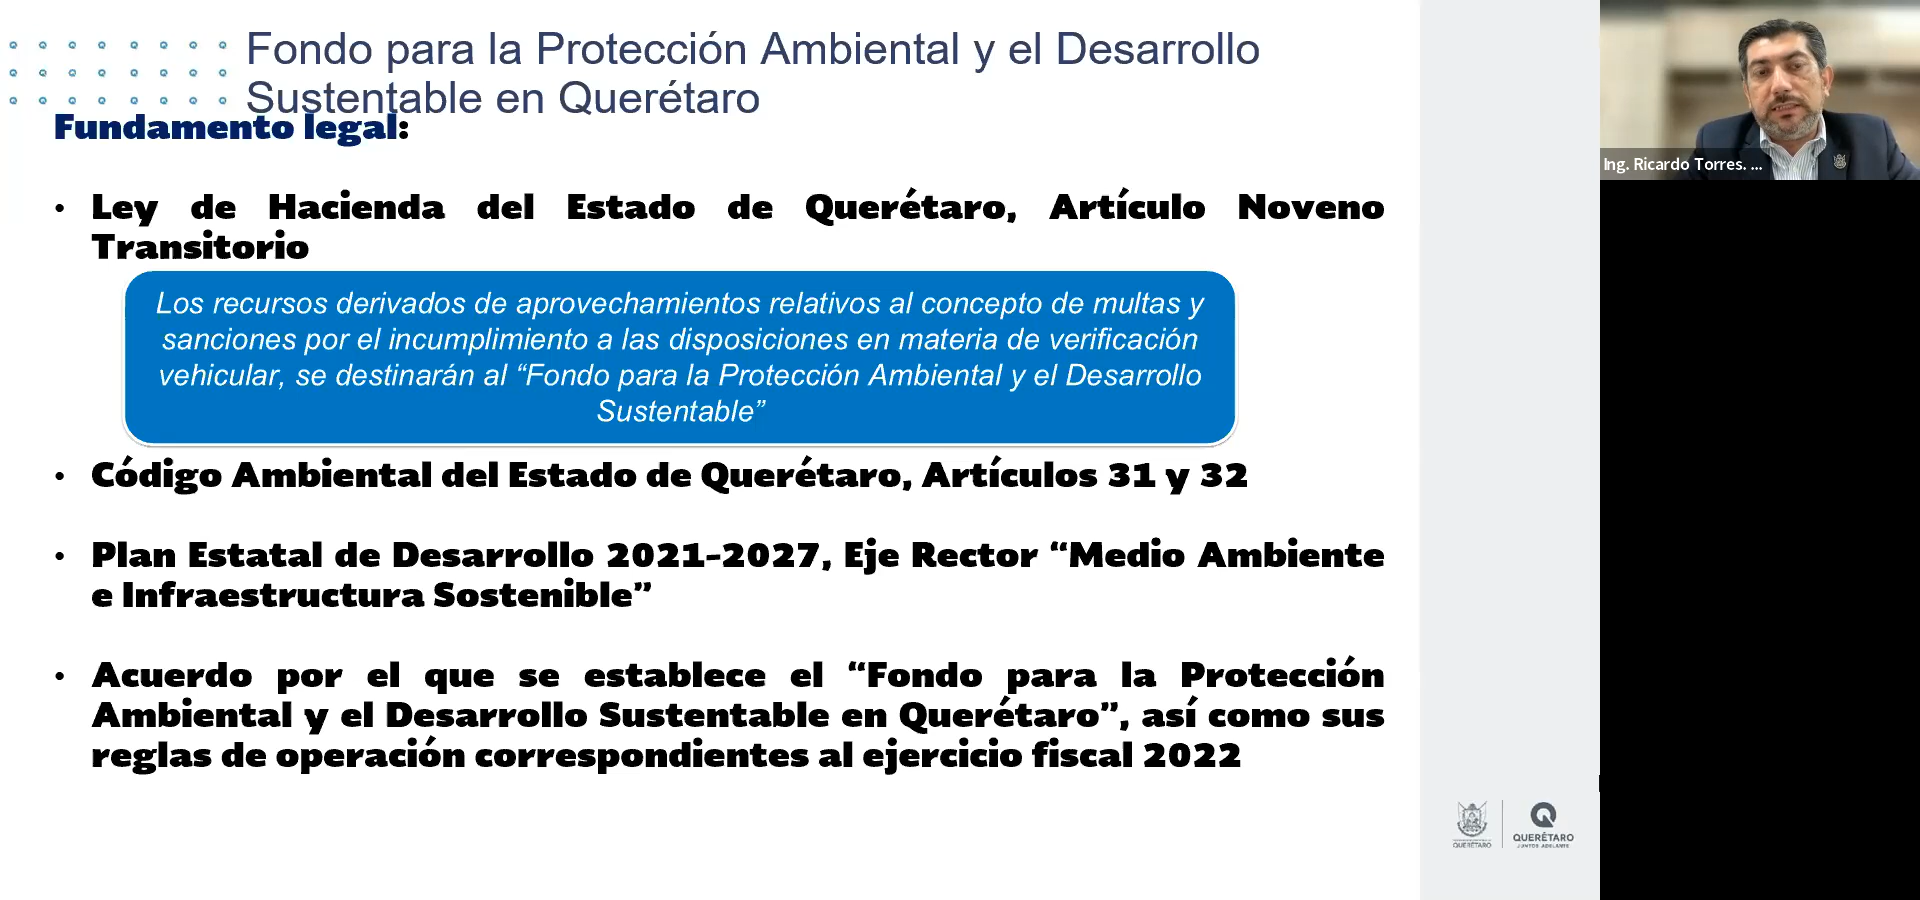 Fondo para la Protección Ambiental y el Desarrollo
Sustentable en Querétaro
Fundamento legal:
• Ley de Hacienda del Estado de Querétaro, Artículo Noveno
Transitorio
Los recursos derivados de aprovechamientos relativos al concepto de multas y
sanciones por el incumplimiento a las disposiciones en materia de verificación
vehicular, se destinarán al “Fondo para la Protección Ambiental y el Desarrollo
Sustentable”
• Código Ambiental del Estado de Querétaro, Artículos 31 y 32
• Plan Estatal de Desarrollo 2021-2027, Eje Rector “Medio Ambiente
e Infraestructura Sostenible”
• Acuerdo por el que se establece el “Fondo para la Protección
Ambiental y el Desarrollo Sustentable en Querétaro”, así como sus
reglas de operación correspondientes al ejercicio fiscal 2022
Ing. Ricardo Torres. ...
QUERÉTARO
QUERÉTARO
JUNTOS ADELANTE